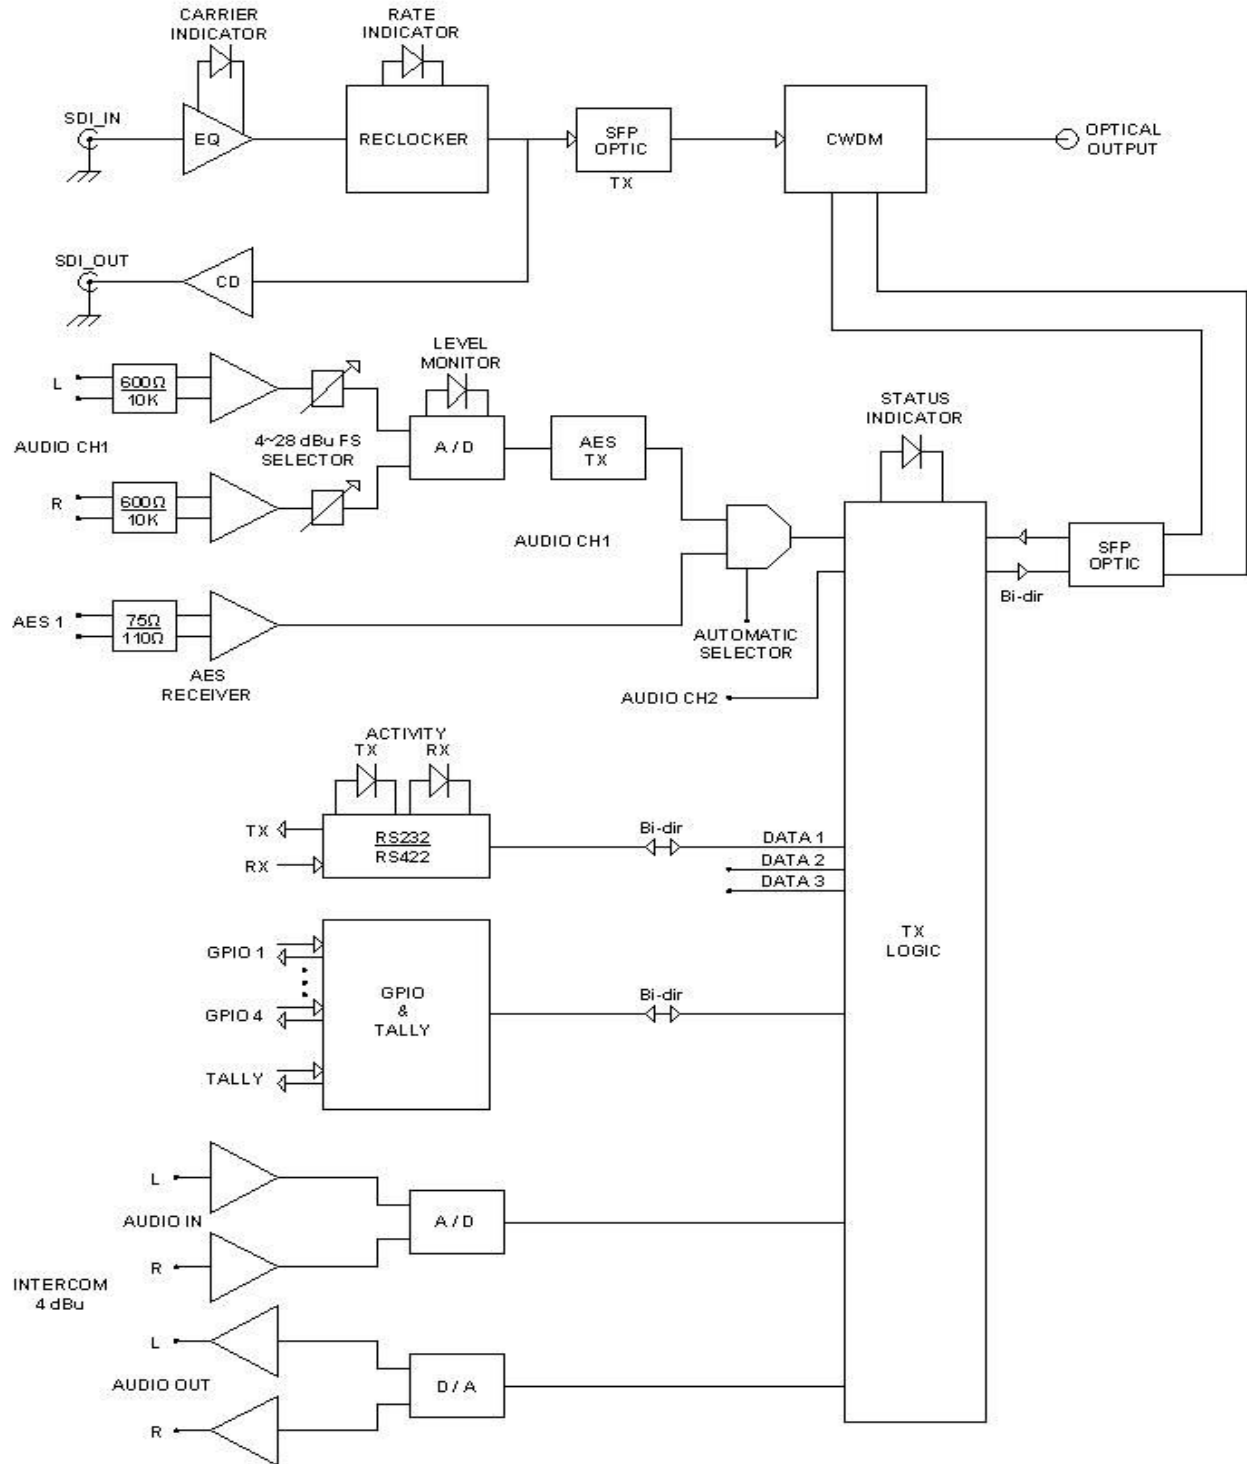 CARRIER
INDICATOR
RATE
INDICATOR
SDI_IN
EQ
RECLOCKER
SFP
OPTIC
TX
CWDM
OPTICAL
OUTPUT
SDI_OUT
CD
LEVEL
MONITOR
L
600Ω
10K
AUDIO CH1
4~28 dBu FS
SELECTOR
A / D
AES
TX
STATUS
INDICATOR
R
600Ω
10K
AUDIO CH1
SFP
OPTIC
Bi-dir
AES 1
75Ω
110Ω
AES
RECEIVER
AUTOMATIC
SELECTOR
AUDIO CH2
ACTIVITY
TX RX
TX
RX
RS232
RS422
Bi-dir
DATA 1
DATA 2
DATA 3
TX
LOGIC
GPIO 1
GPIO 4
TALLY
GPIO
&
TALLY
Bi-dir
L
AUDIO IN
R
A / D
INTERCOM
4 dBu
L
AUDIO OUT
R
D / A